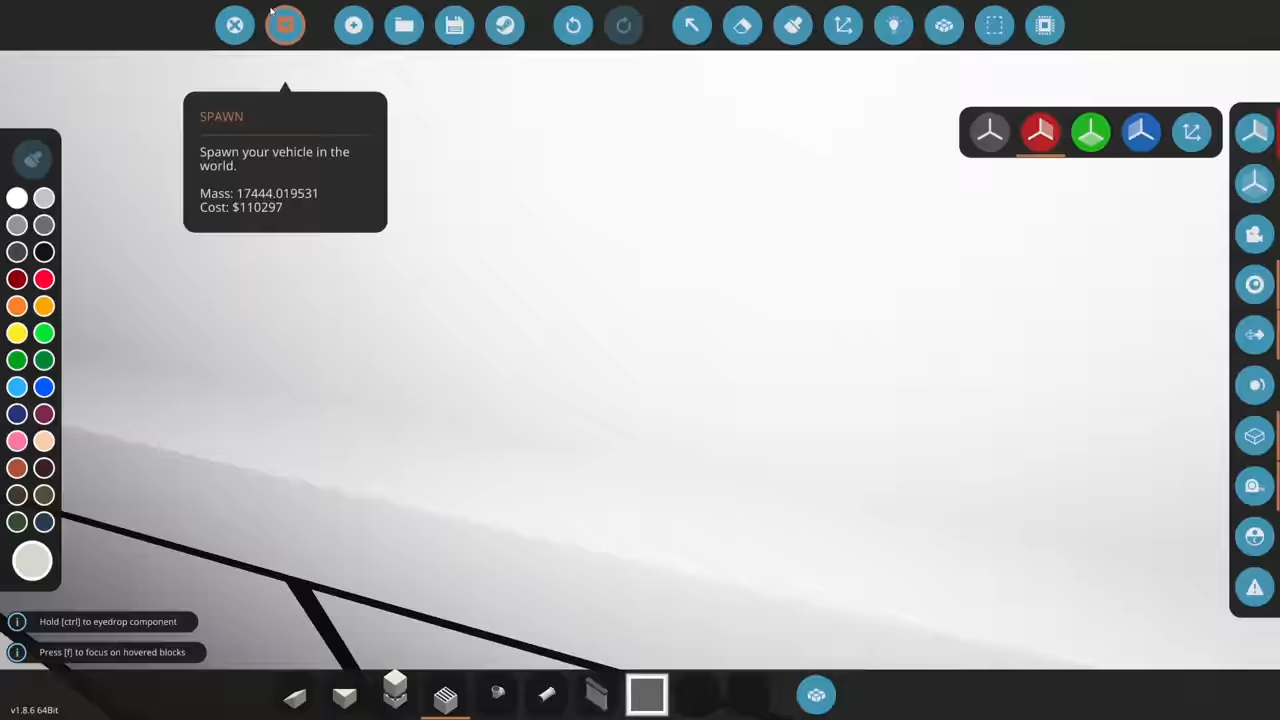 SPAWN
Spawn your vehicle in the
world.
Mass: 17444.019531
Cost: $110297
Hold [ctrl] to eyedrop component
Press [f] to focus on hovered blocks
v1.8.6 64Bit